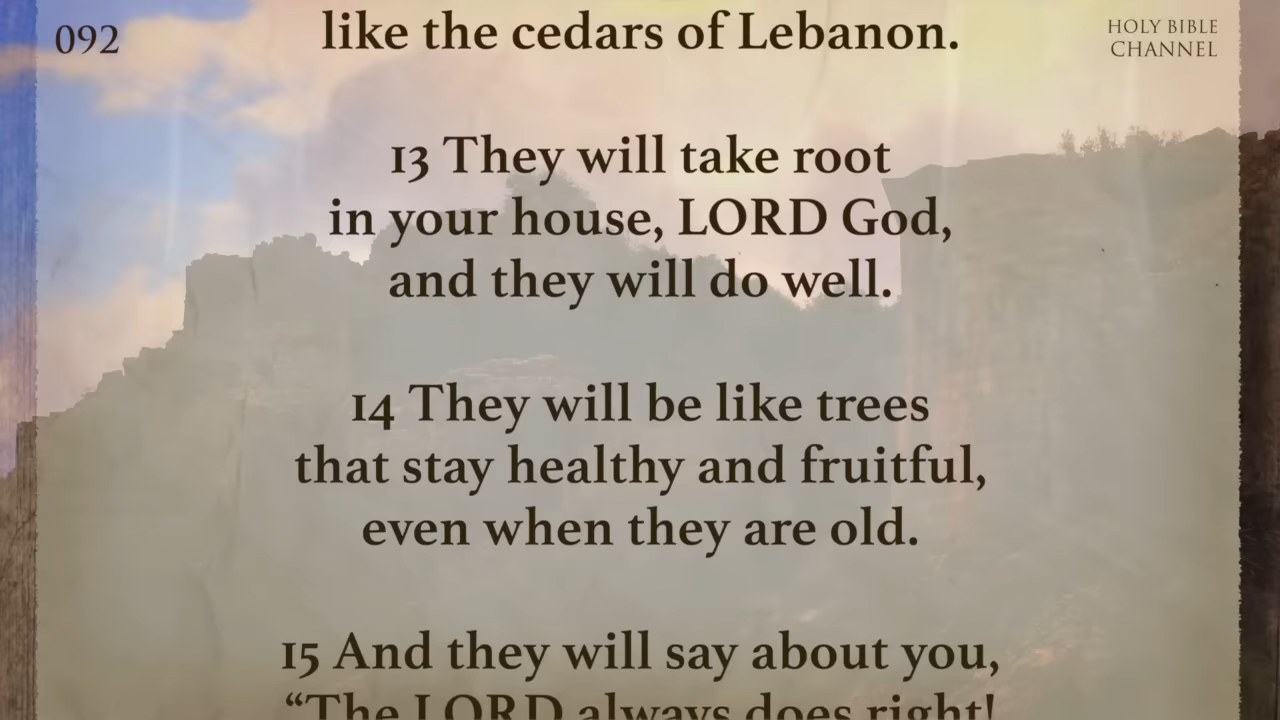 092
HOLY BIBLE
CHANNEL
like the cedars of Lebanon.
13 They will take root
in your house, LORD God,
and they will do well.
14 They will be like trees
that stay healthy and fruitful,
even when they are old.
15 And they will say about you,
“The LORD always does right!